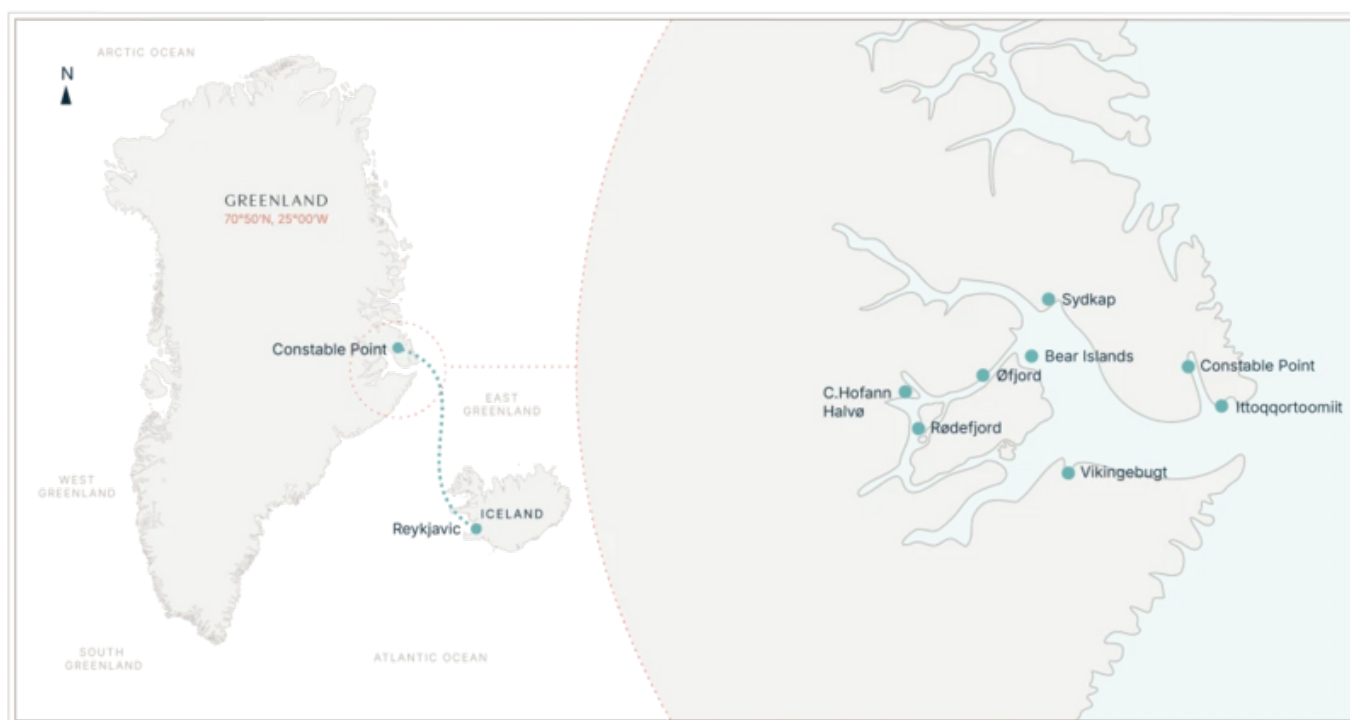 ARCTIC OCEAN
N
GREENLAND
70°50'N, 25°00'W
Constable Point
EAST
GREENLAND
WEST
GREENLAND
ICELAND
Reykjavic
SOUTH
GREENLAND
ATLANTIC OCEAN
Sydkap
Bear Islands
Constable Point
Øfjord
C.Hofann
Halvø
Ittoqqortoomiit
Rødefjord
Vikingebugt